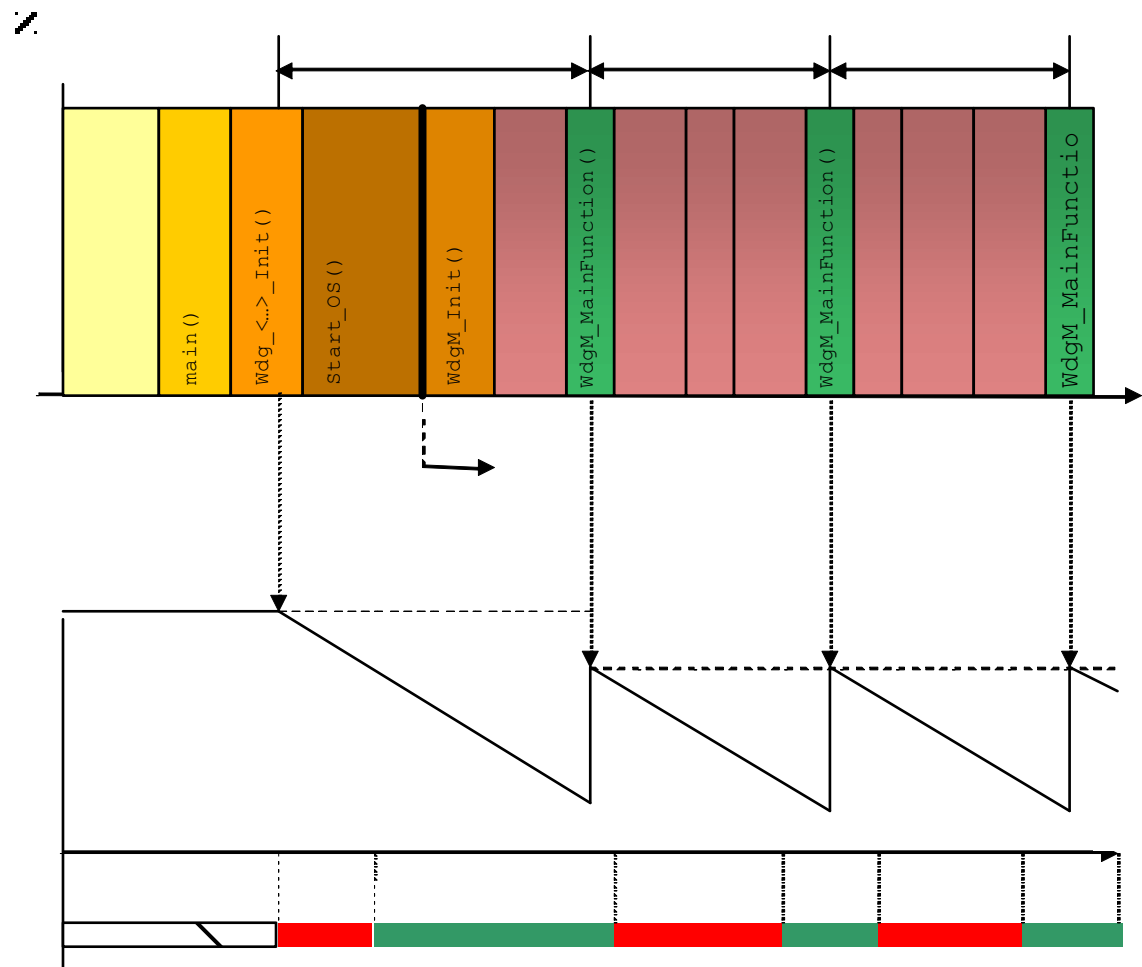 main()
Wdg_<…>_Init()
Start_OS()
WdgM_Init()
WdgM_MainFunction()
WdgM_MainFunction()
WdgM_MainFunctio